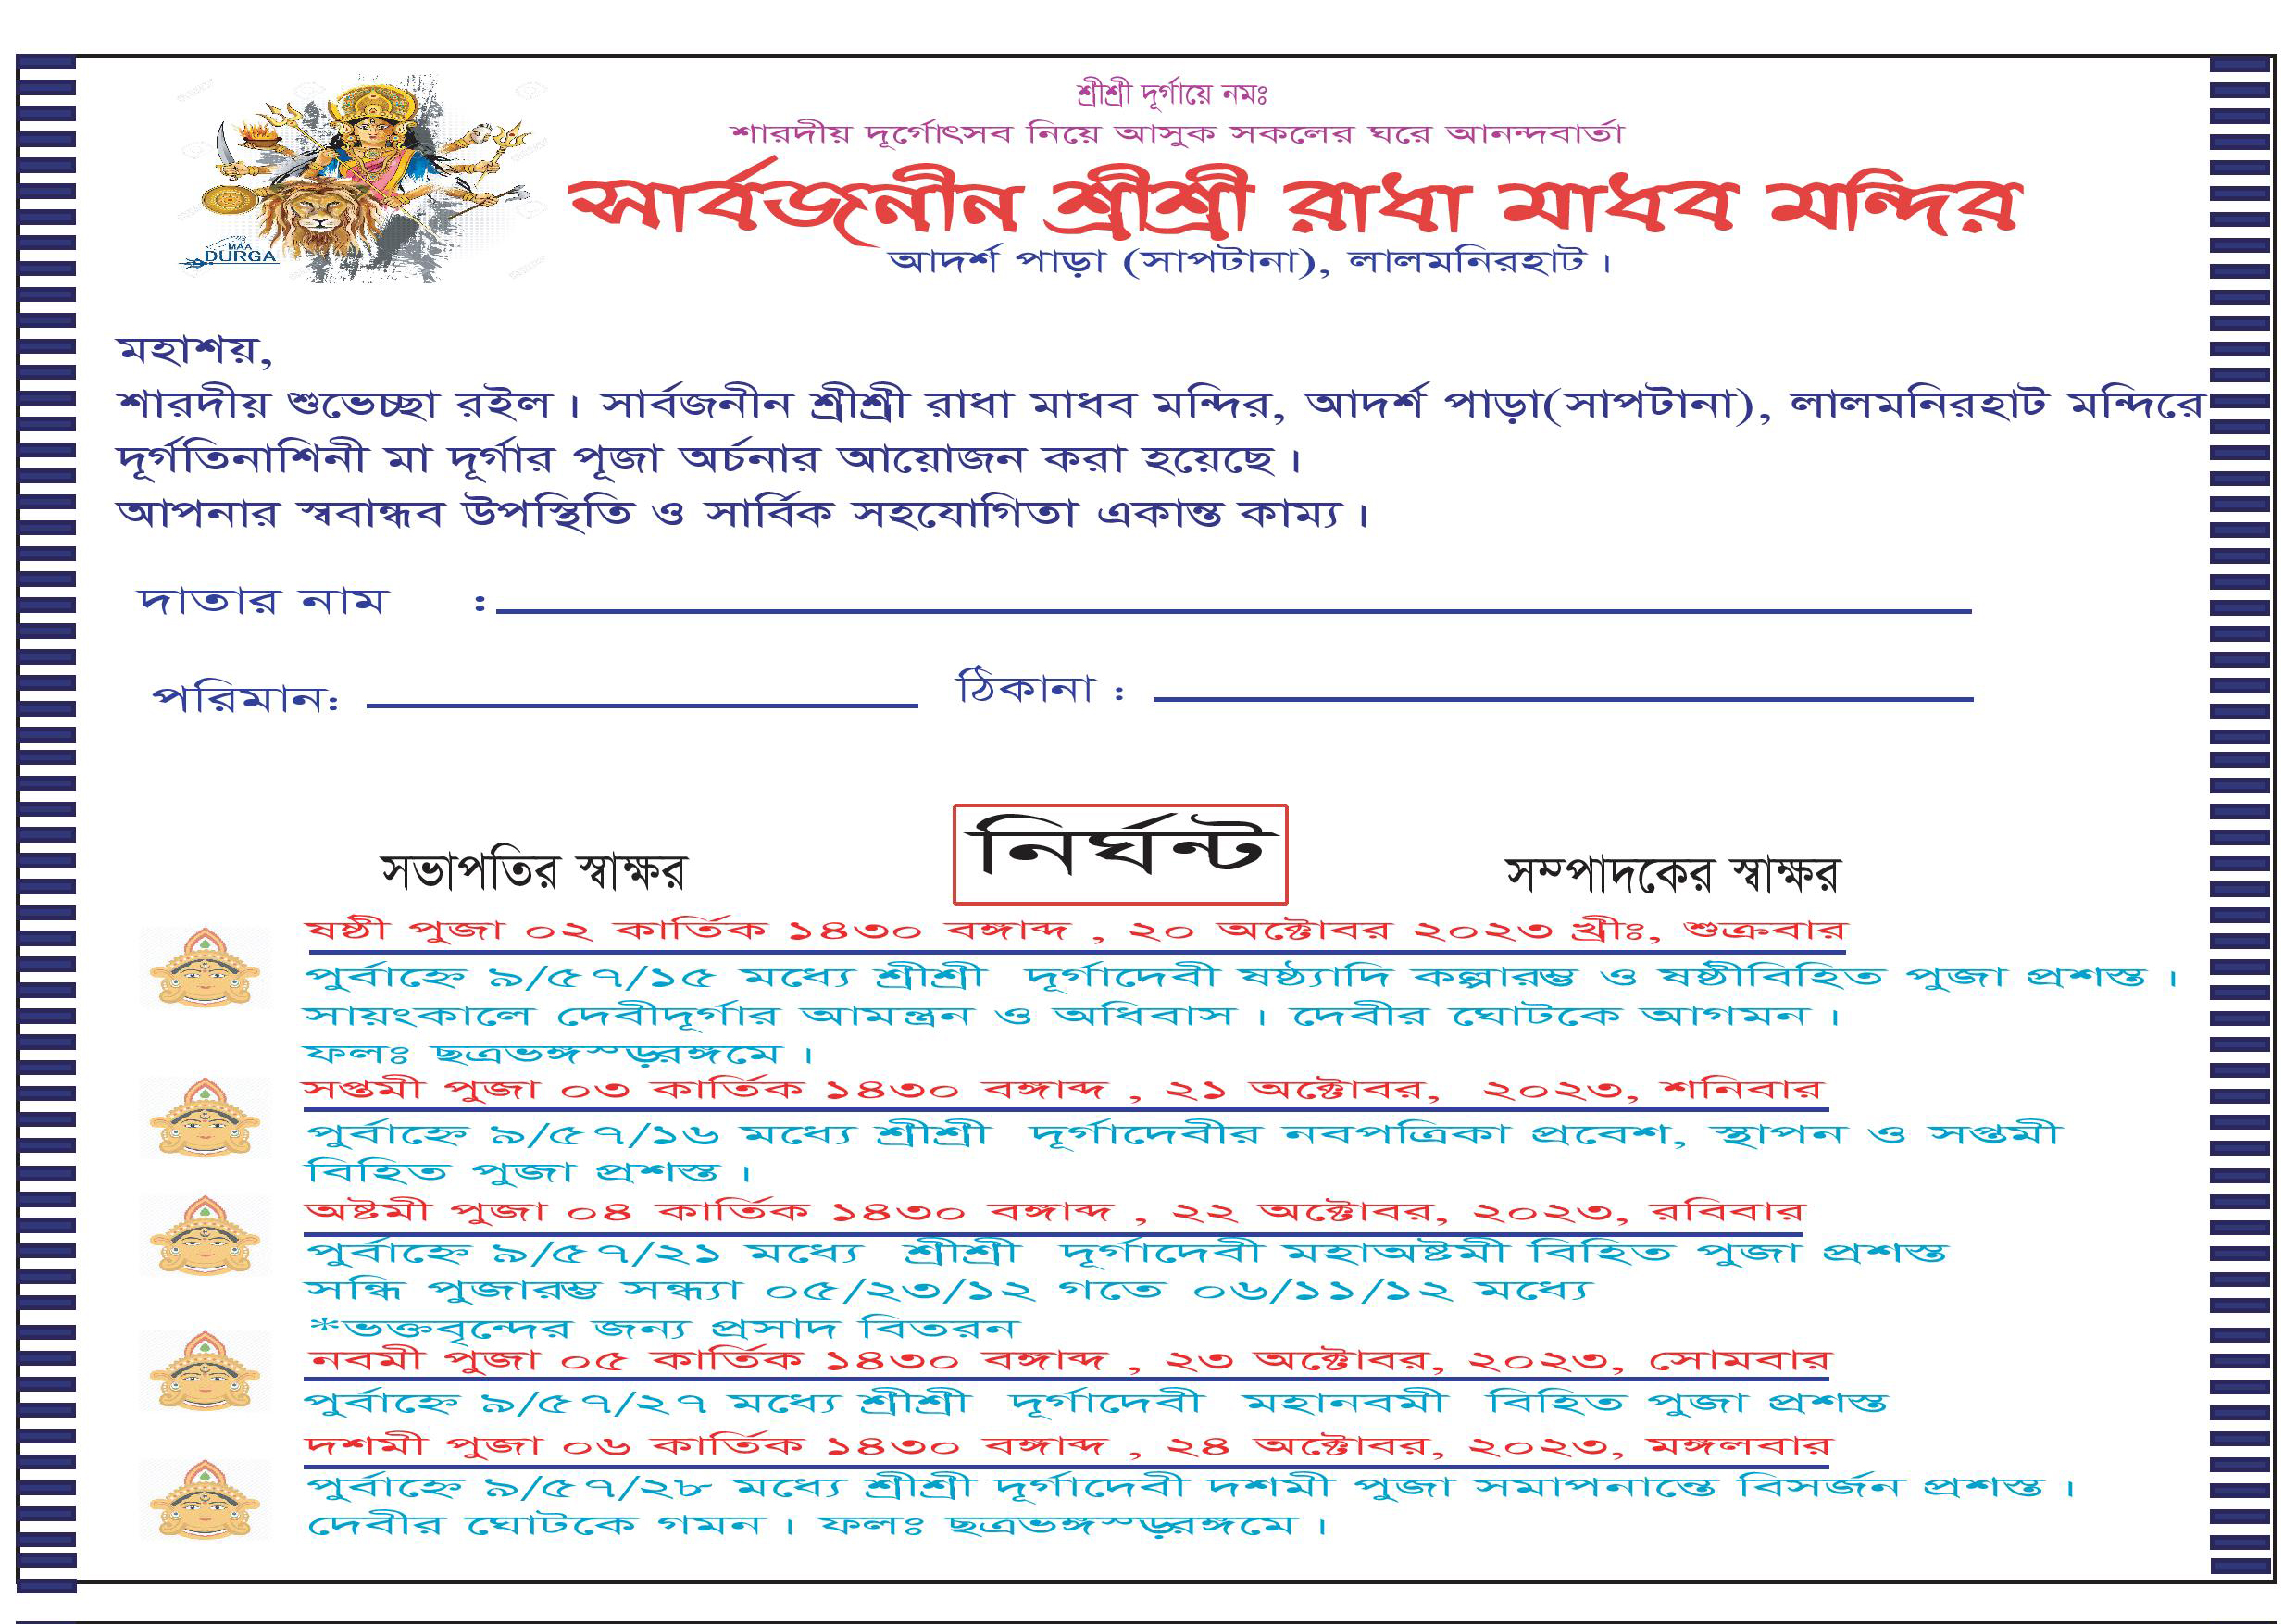 শ্রীশ্রী দূর্গায়ে নমঃ
শারদীয় দূর্গোৎসব নিয়ে আসুক সকলের ঘরে আনন্দবার্তা
সার্বজনীন শ্রীশ্রী রাধা মাধব মন্দির
MAA
DURGA
আদর্শ পাড়া (সাপটানা), লালমনিরহাট।
মহাশয়,
শারদীয় শুভেচ্ছা রইল। সার্বজনীন শ্রীশ্রী রাধা মাধব মন্দির, আদর্শ পাড়া(সাপটানা), লালমনিরহাট মন্দিরে
দূর্গতিনাশিনী মা দূর্গার পূজা অর্চনার আয়োজন করা হয়েছে।
আপনার স্ববান্ধব উপস্থিতি ও সার্বিক সহযোগিতা একান্ত কাম্য।
দাতার নাম :
পরিমান: ঠিকানা :
সভাপতির স্বাক্ষর নির্ঘন্ট সম্পাদকের স্বাক্ষর
ষষ্ঠী পুজা ০২ কার্তিক ১৪৩০ বঙ্গাব্দ , ২০ অক্টোবর ২০২৩ খ্রীঃ, শুক্রবার
পুর্বাহ্নে ৯/৫৭/১৫ মধ্যে শ্রীশ্রী দূর্গাদেবী ষষ্ঠ্যাদি কল্পারম্ভ ও ষষ্ঠীবিহিত পুজা প্রশস্ত।
সায়ংকালে দেবীদূর্গার আমন্ত্রন ও অধিবাস। দেবীর ঘোটকে আগমন।
ফলঃ
সপ্তমী পুজা ০৩ কার্তিক ১৪৩০ বঙ্গাব্দ , ২১ অক্টোবর, ২০২৩, শনিবার
পুর্বাহ্নে ৯/৫৭/১৬ মধ্যে শ্রীশ্রী দূর্গাদেবীর নবপত্রিকা প্রবেশ, স্থাপন ও সপ্তমী
বিহিত পুজা প্রশস্ত।
অষ্টমী পুজা ০৪ কার্তিক ১৪৩০ বঙ্গাব্দ , ২২ অক্টোবর, ২০২৩, রবিবার
পুর্বাহ্নে ৯/৫৭/২১ মধ্যে শ্রীশ্রী দূর্গাদেবী মহাঅষ্টমী বিহিত পুজা প্রশস্ত
সন্ধি পুজারম্ভ সন্ধ্যা ০৫/২৩/১২ গতে ০৬/১১/১২ মধ্যে
*ভক্তবৃন্দের জন্য প্রসাদ বিতরন
নবমী পুজা ০৫ কার্তিক ১৪৩০ বঙ্গাব্দ , ২৩ অক্টোবর, ২০২৩, সোমবার
পুর্বাহ্নে ৯/৫৭/২৭ মধ্যে শ্রীশ্রী দূর্গাদেবী মহানবমী বিহিত পুজা প্রশস্ত
দশমী পুজা ০৬ কার্তিক ১৪৩০ বঙ্গাব্দ , ২৪ অক্টোবর, ২০২৩, মঙ্গলবার
পুর্বাহ্নে ৯/৫৭/২৮ মধ্যে শ্রীশ্রী দূর্গাদেবী দশমী পুজা সমাপনান্তে বিসর্জন প্রশস্ত।
দেবীর ঘোটকে গমন। ফলঃ